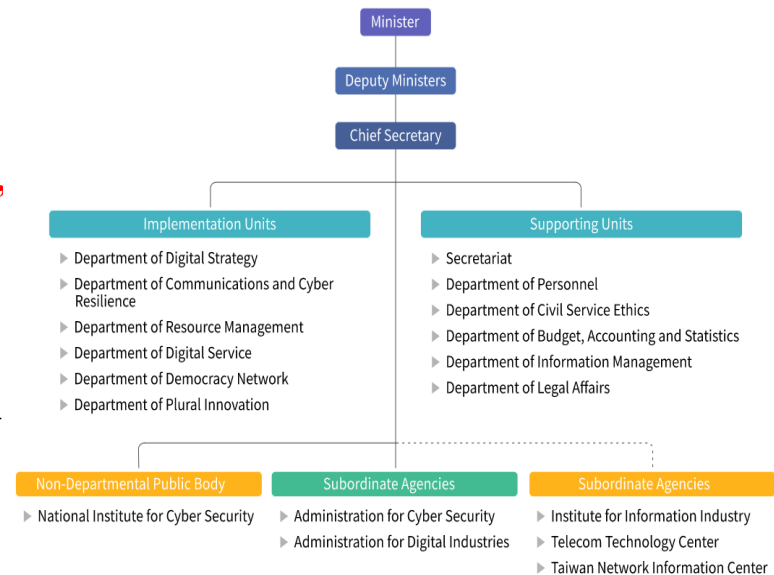 Minister
Deputy Ministers
Chief Secretary
Implementation Units
Department of Digital Strategy
Department of Communications and Cyber
Resilience
Department of Resource Management
Department of Digital Service
Department of Democracy Network
Department of Plural Innovation
Supporting Units
Secretariat
Department of Personnel
Department of Civil Service Ethics
Department of Budget, Accounting and Statistics
Department of Information Management
Department of Legal Affairs
Non-Departmental Public Body
National Institute for Cyber Security
Subordinate Agencies
Administration for Cyber Security
Administration for Digital Industries
Subordinate Agencies
Institute for Information Industry
Telecom Technology Center
Taiwan Network Information Center